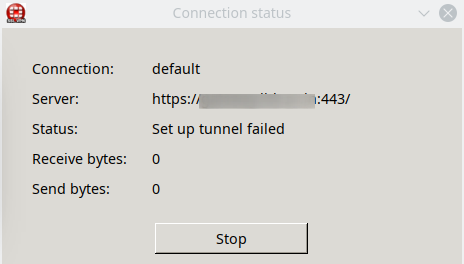 Connection status
Connection: default
Server: https:// :443/
Status: Set up tunnel failed
Receive bytes: 0
Send bytes: 0
Stop